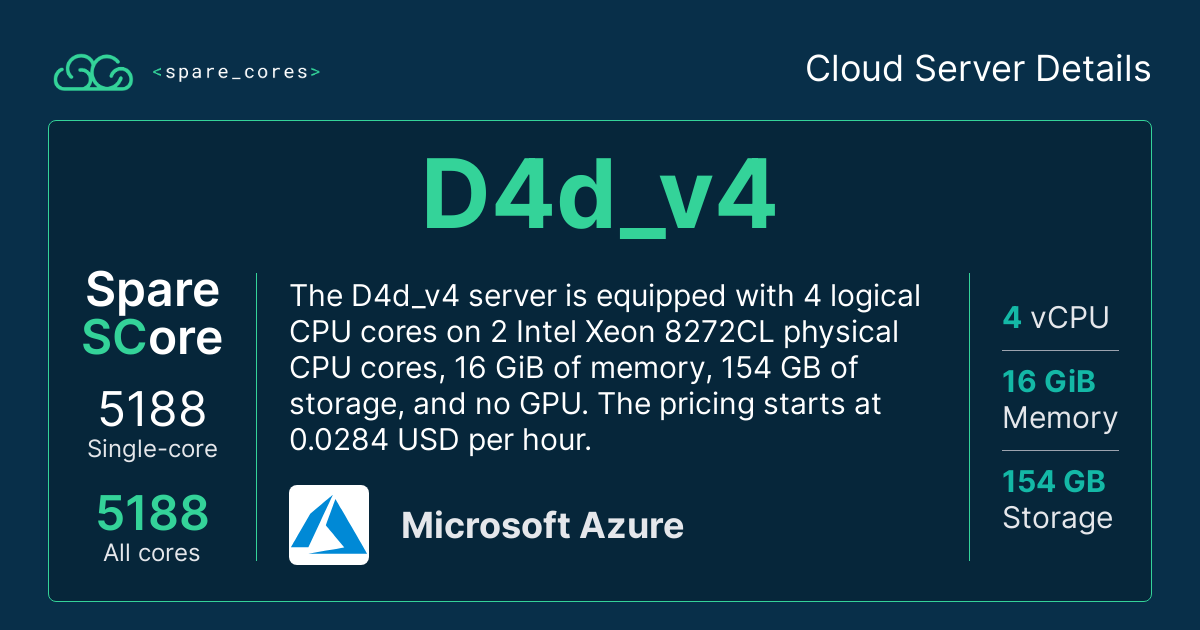 <spare_cores>
Cloud Server Details
D4d_v4
Spare
SCore
5188
Single-core
5188
All cores
The D4d_v4 server is equipped with 4 logical
CPU cores on 2 Intel Xeon 8272CL physical
CPU cores, 16 GiB of memory, 154 GB of
storage, and no GPU. The pricing starts at
0.0284 USD per hour.
Microsoft Azure
4 vCPU
16 GiB
Memory
154 GB
Storage